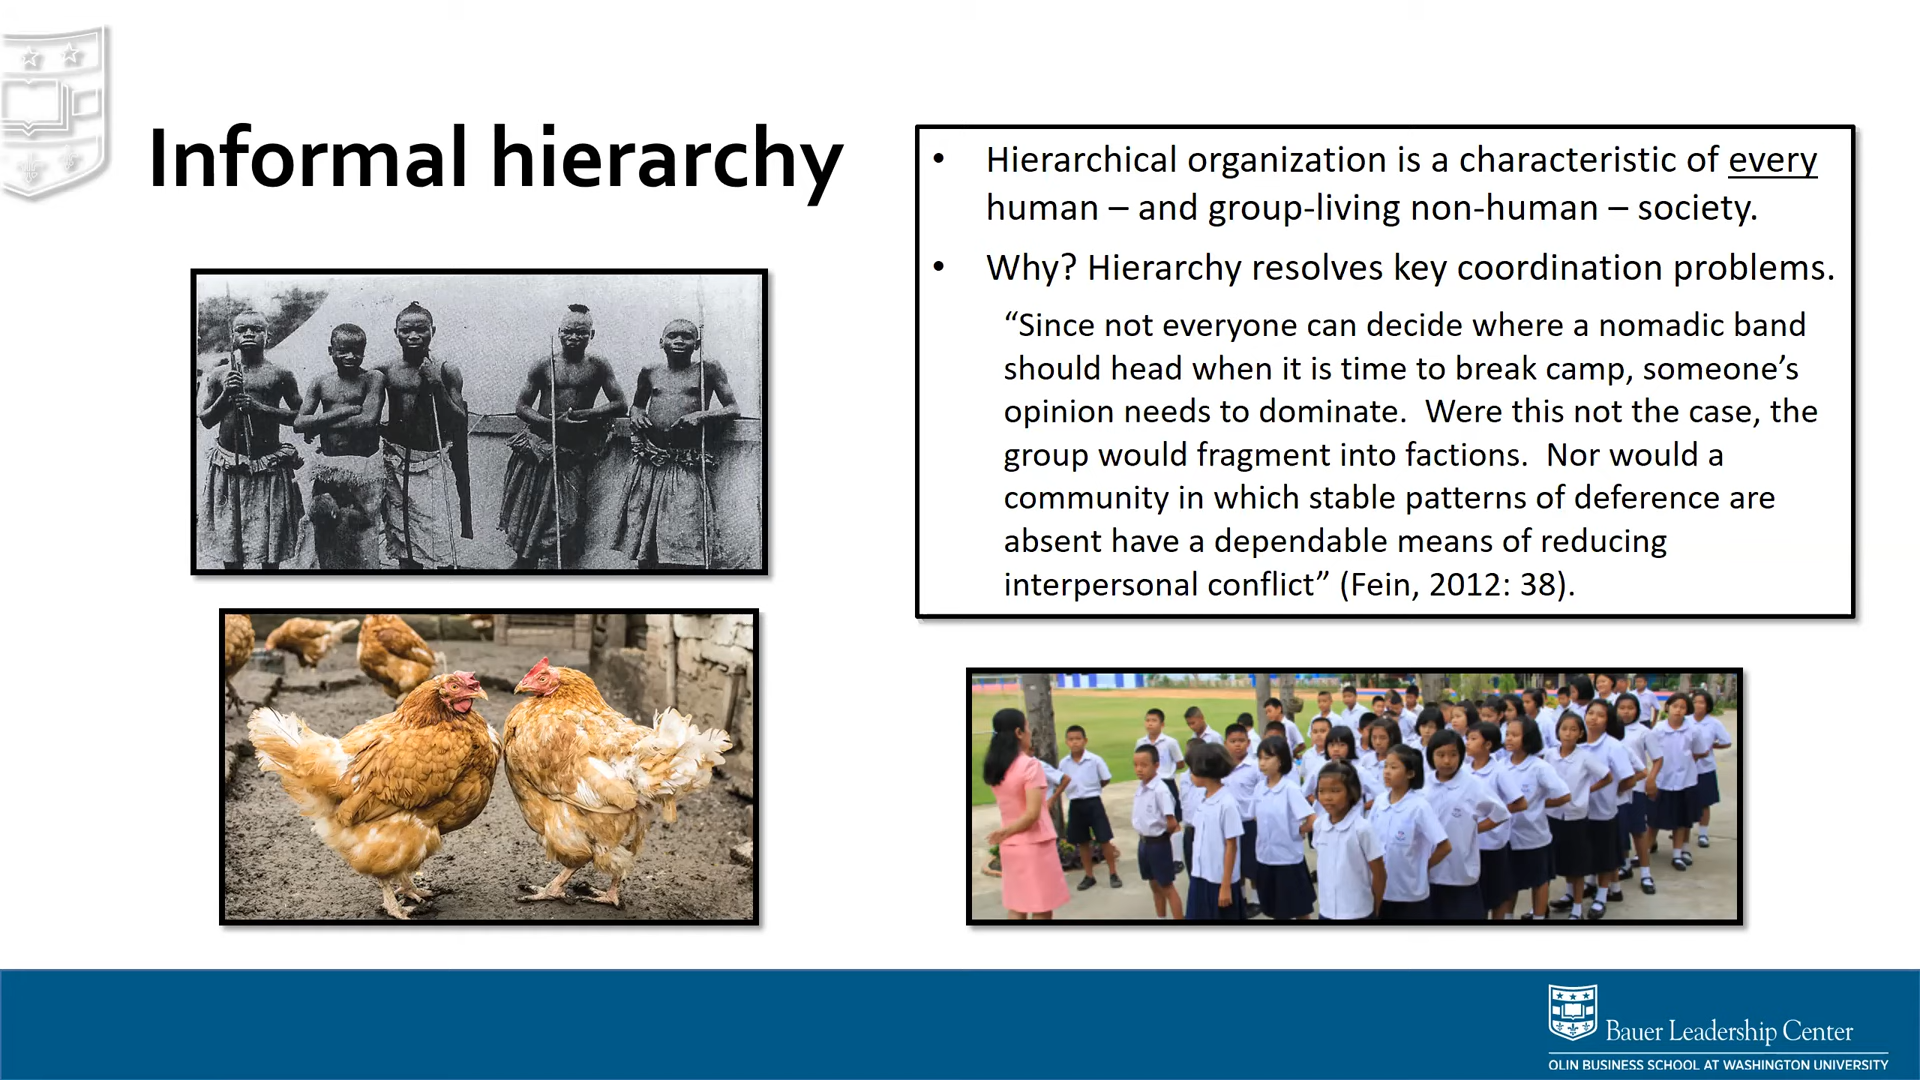 Informal hierarchy
• Hierarchical organization is a characteristic of every
human – and group-living non-human – society.
• Why? Hierarchy resolves key coordination problems.
“Since not everyone can decide where a nomadic band
should head when it is time to break camp, someone’s
opinion needs to dominate.  Were this not the case, the
group would fragment into factions.  Nor would a
community in which stable patterns of deference are
absent have a dependable means of reducing
interpersonal conflict” (Fein, 2012: 38).
Bauer Leadership Center
OLIN BUSINESS SCHOOL AT WASHINGTON UNIVERSITY